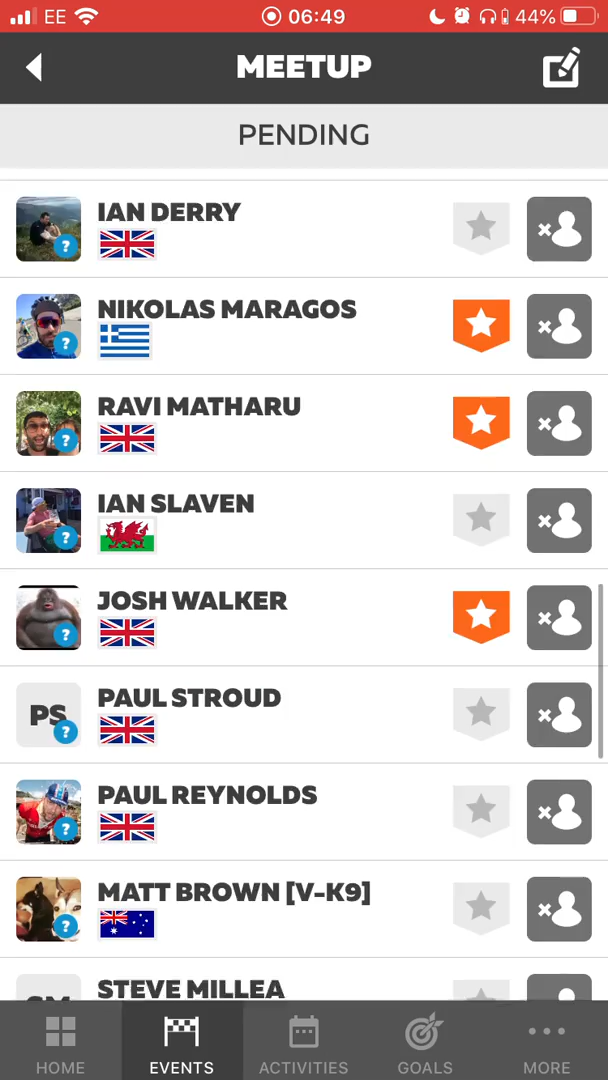 EE 06:49 44%
MEETUP
PENDING
IAN DERRY
?
NIKOLAS MARAGOS
?
RAVI MATHARU
?
IAN SLAVEN
?
JOSH WALKER
?
PAUL STROUD
PS
?
PAUL REYNOLDS
?
MATT BROWN [V-K9]
?
STEVE MILLEA
SM
HOME EVENTS ACTIVITIES GOALS MORE